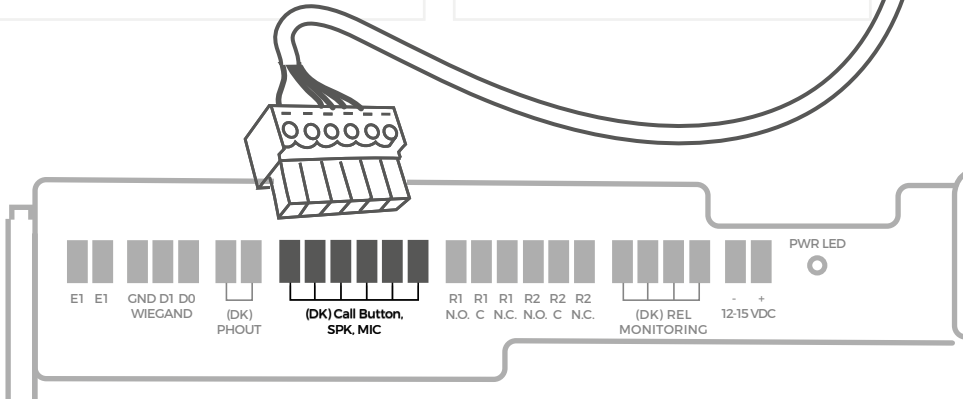 PWR LED
E1 E1
GND D1 D0
WIEGAND
(DK)
PHOUT
(DK) Call Button,
SPK, MIC
R1 R1 R1 R2 R2 R2
N.O. C N.C. N.O. C N.C.
(DK) REL
MONITORING
- +
12-15 VDC